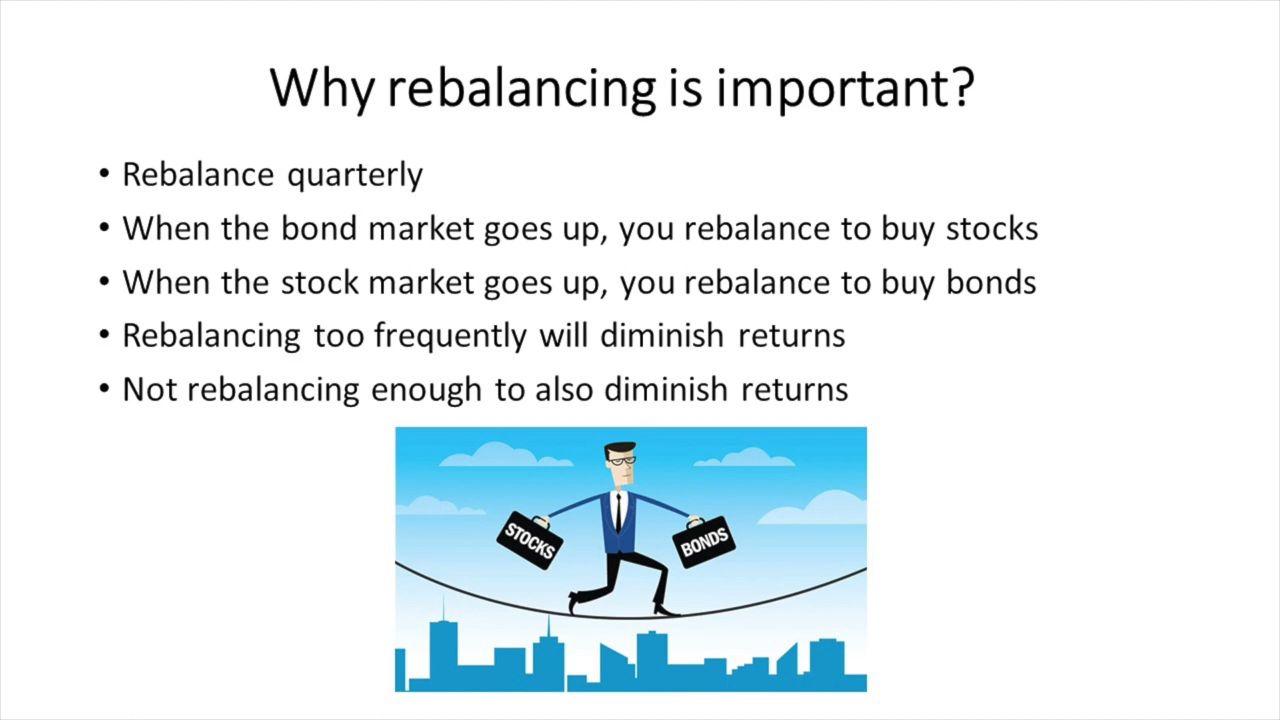 Why rebalancing is important?
• Rebalance quarterly
• When the bond market goes up, you rebalance to buy stocks
• When the stock market goes up, you rebalance to buy bonds
• Rebalancing too frequently will diminish returns
• Not rebalancing enough to also diminish returns
STOCKS
BONDS